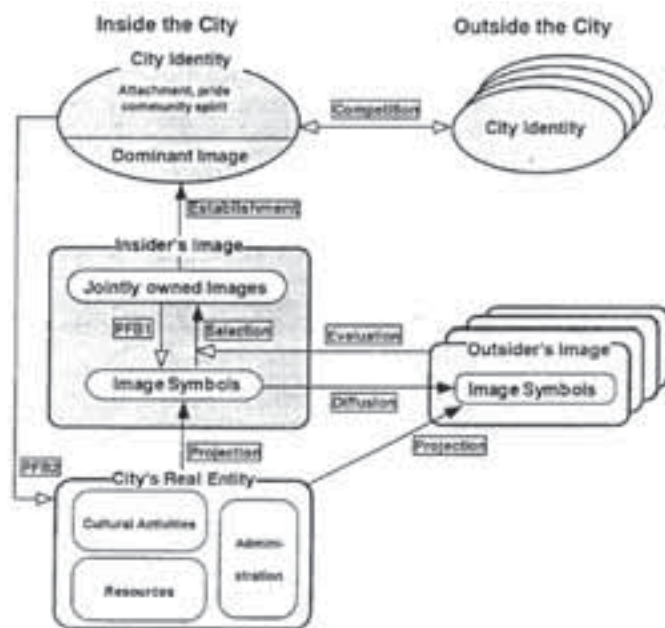 Inside the City
Outside the City
City Identity
Attachment, pride
community spirit
Dominant Image
Competition
City Identity
Establishment
Insider's Image
Jointly owned Images
PFB1
Selection
Evaluation
Outsider's Image
Image Symbols
Image Symbols
Diffusion
Projection
Projection
PFB2
City's Real Entity
Cultural Activities
Admini-
stration
Resources